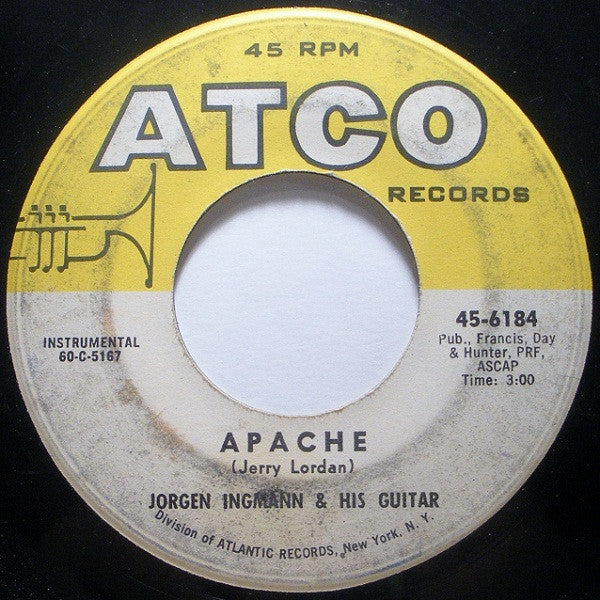 45 RPM
ATCO
RECORDS
INSTRUMENTAL
60-C-5167
45-6184
Pub., Francis, Day
& Hunter, PRF,
ASCAP
Time: 3:00
APACHE
(Jerry Lordan)
JORGEN INGMANN & HIS GUITAR
Division of ATLANTIC RECORDS, New York, N. Y.